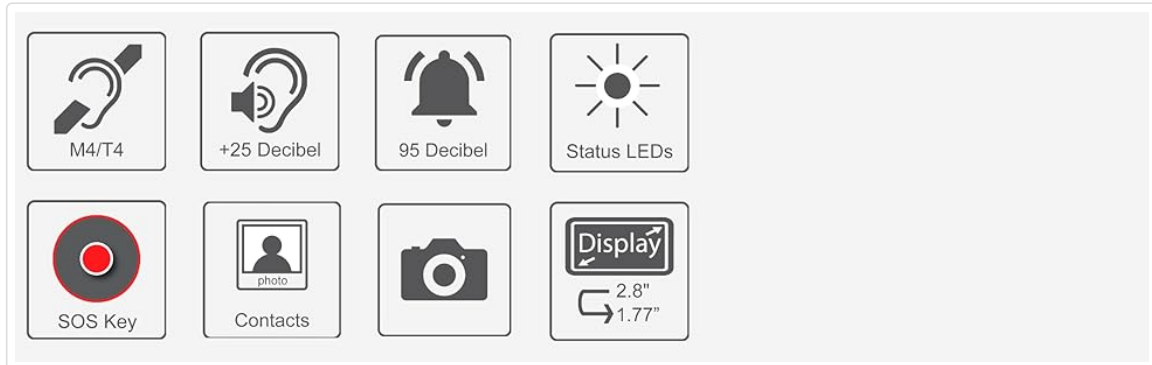 M4/T4
+25 Decibel
95 Decibel
Status LEDs
SOS Key
photo
Contacts
Display
2.8"
1.77”